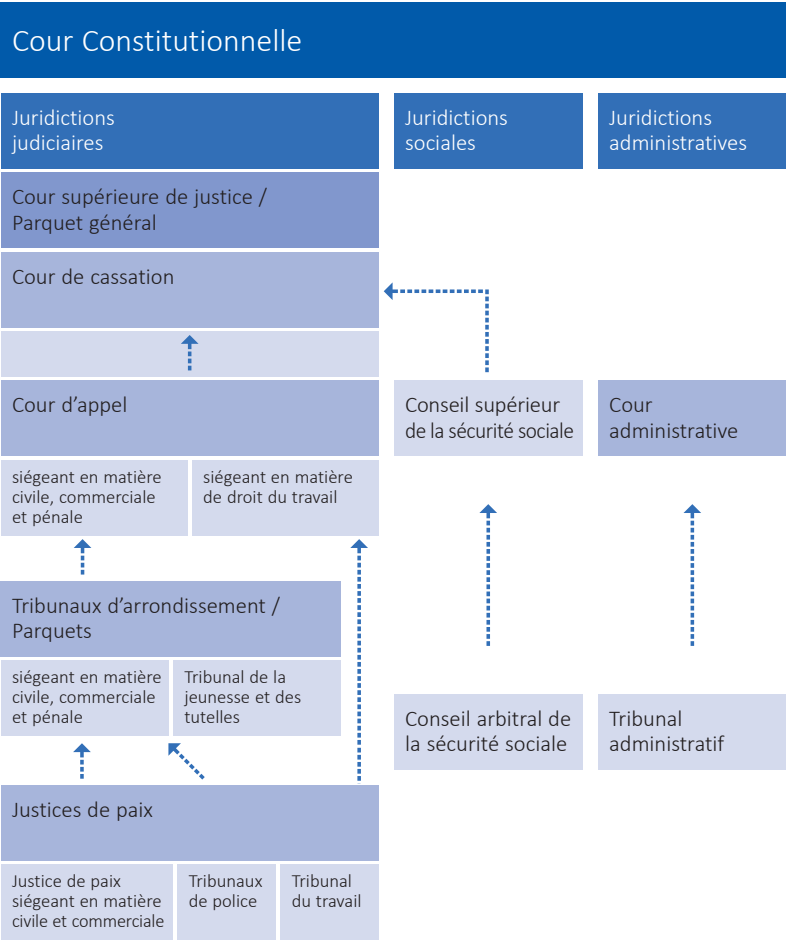 Cour Constitutionnelle
Juridictions
judiciaires
Juridictions
sociales
Juridictions
administratives
Cour supérieure de justice /
Parquet général
Cour de cassation
Cour d’appel
Conseil supérieur
de la sécurité sociale
Cour
administrative
siégeant en matière
civile, commerciale
et pénale
siégeant en matière
de droit du travail
Tribunaux d’arrondissement /
Parquets
siégeant en matière
civile, commerciale
et pénale
Tribunal de la
jeunesse et des
tutelles
Conseil arbitral de
la sécurité sociale
Tribunal
administratif
Justices de paix
Justice de paix
siégeant en matière
civile et commerciale
Tribunaux
de police
Tribunal
du travail